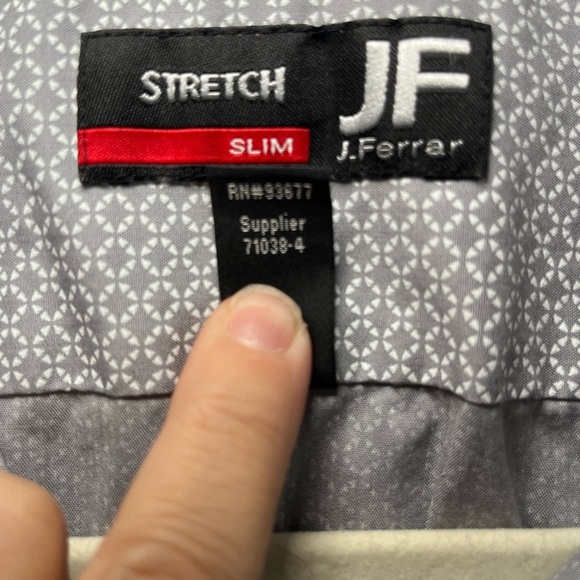 STRETCH
SLIM
JF
J.Ferrar
RN#93677
Supplier
71038-4